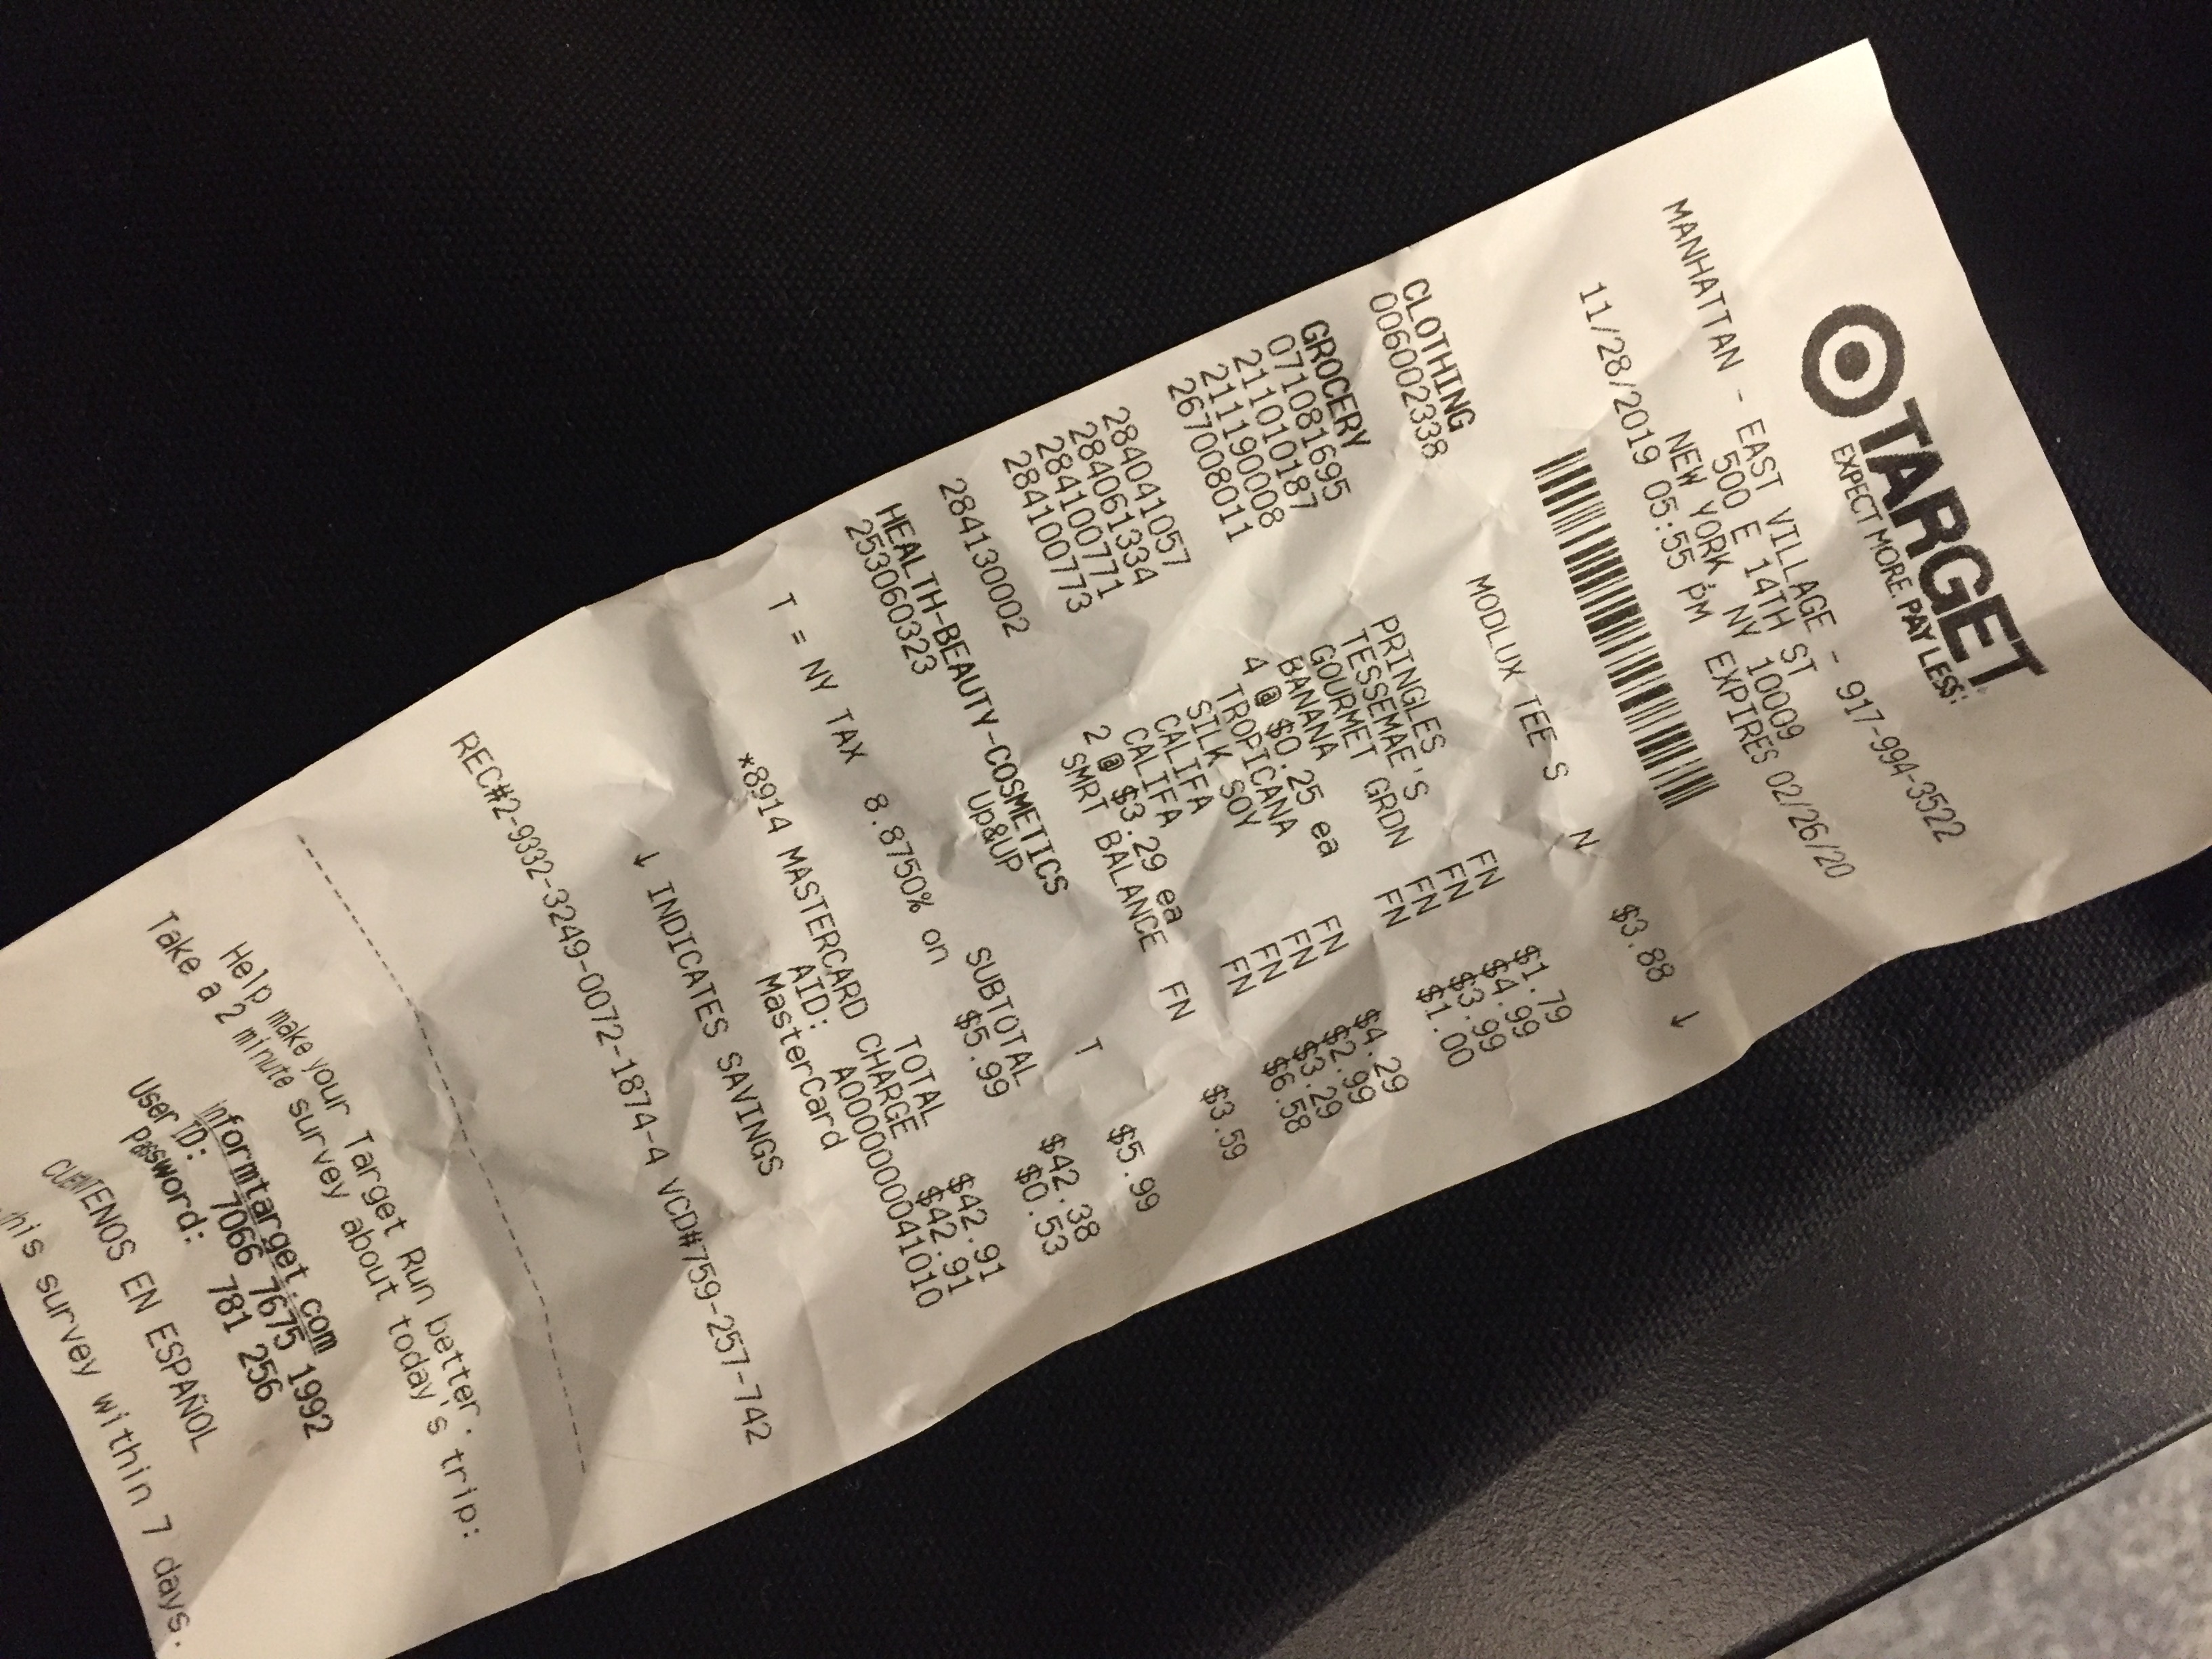 TARGET
EXPECT MORE. PAY LESS.
MANHATTAN - EAST VILLAGE - 917-994-3522
500 E 14TH ST
NEW YORK, NY 10009
11/28/2019 05:55 PM EXPIRES 02/26/20
CLOTHING
006002338 MODLUX TEE S N $3.88 ↓
GROCERY
071081695 PRINGLES FN $1.79
211010187 TESSEMAE'S FN $4.99
211190008 GOURMET GRDN FN $3.99
267008011 BANANA FN $1.00
4 @ $0.25 ea
284041057 TROPICANA FN $4.29
284061334 SILK SOY FN $2.99
284100771 CALIFA FN $3.29
284100773 CALIFA FN $6.58
2 @ $3.29 ea
284130002 SMRT BALANCE FN $3.59
HEALTH-BEAUTY-COSMETICS
253060323 Up&UP T $5.99
SUBTOTAL $42.38
T = NY TAX 8.8750% on $5.99 $0.53
TOTAL $42.91
*8914 MASTERCARD CHARGE $42.91
AID: A0000000041010
MasterCard
↓ INDICATES SAVINGS
REC#2-9332-3249-0072-1874-4 VCD#759-257-742
Help make your Target Run better.
Take a 2 minute survey about today's trip:
informtarget.com
User ID: 7066 7675 1992
Password: 781 256
CUÉNTENOS EN ESPAÑOL
this survey within 7 days.